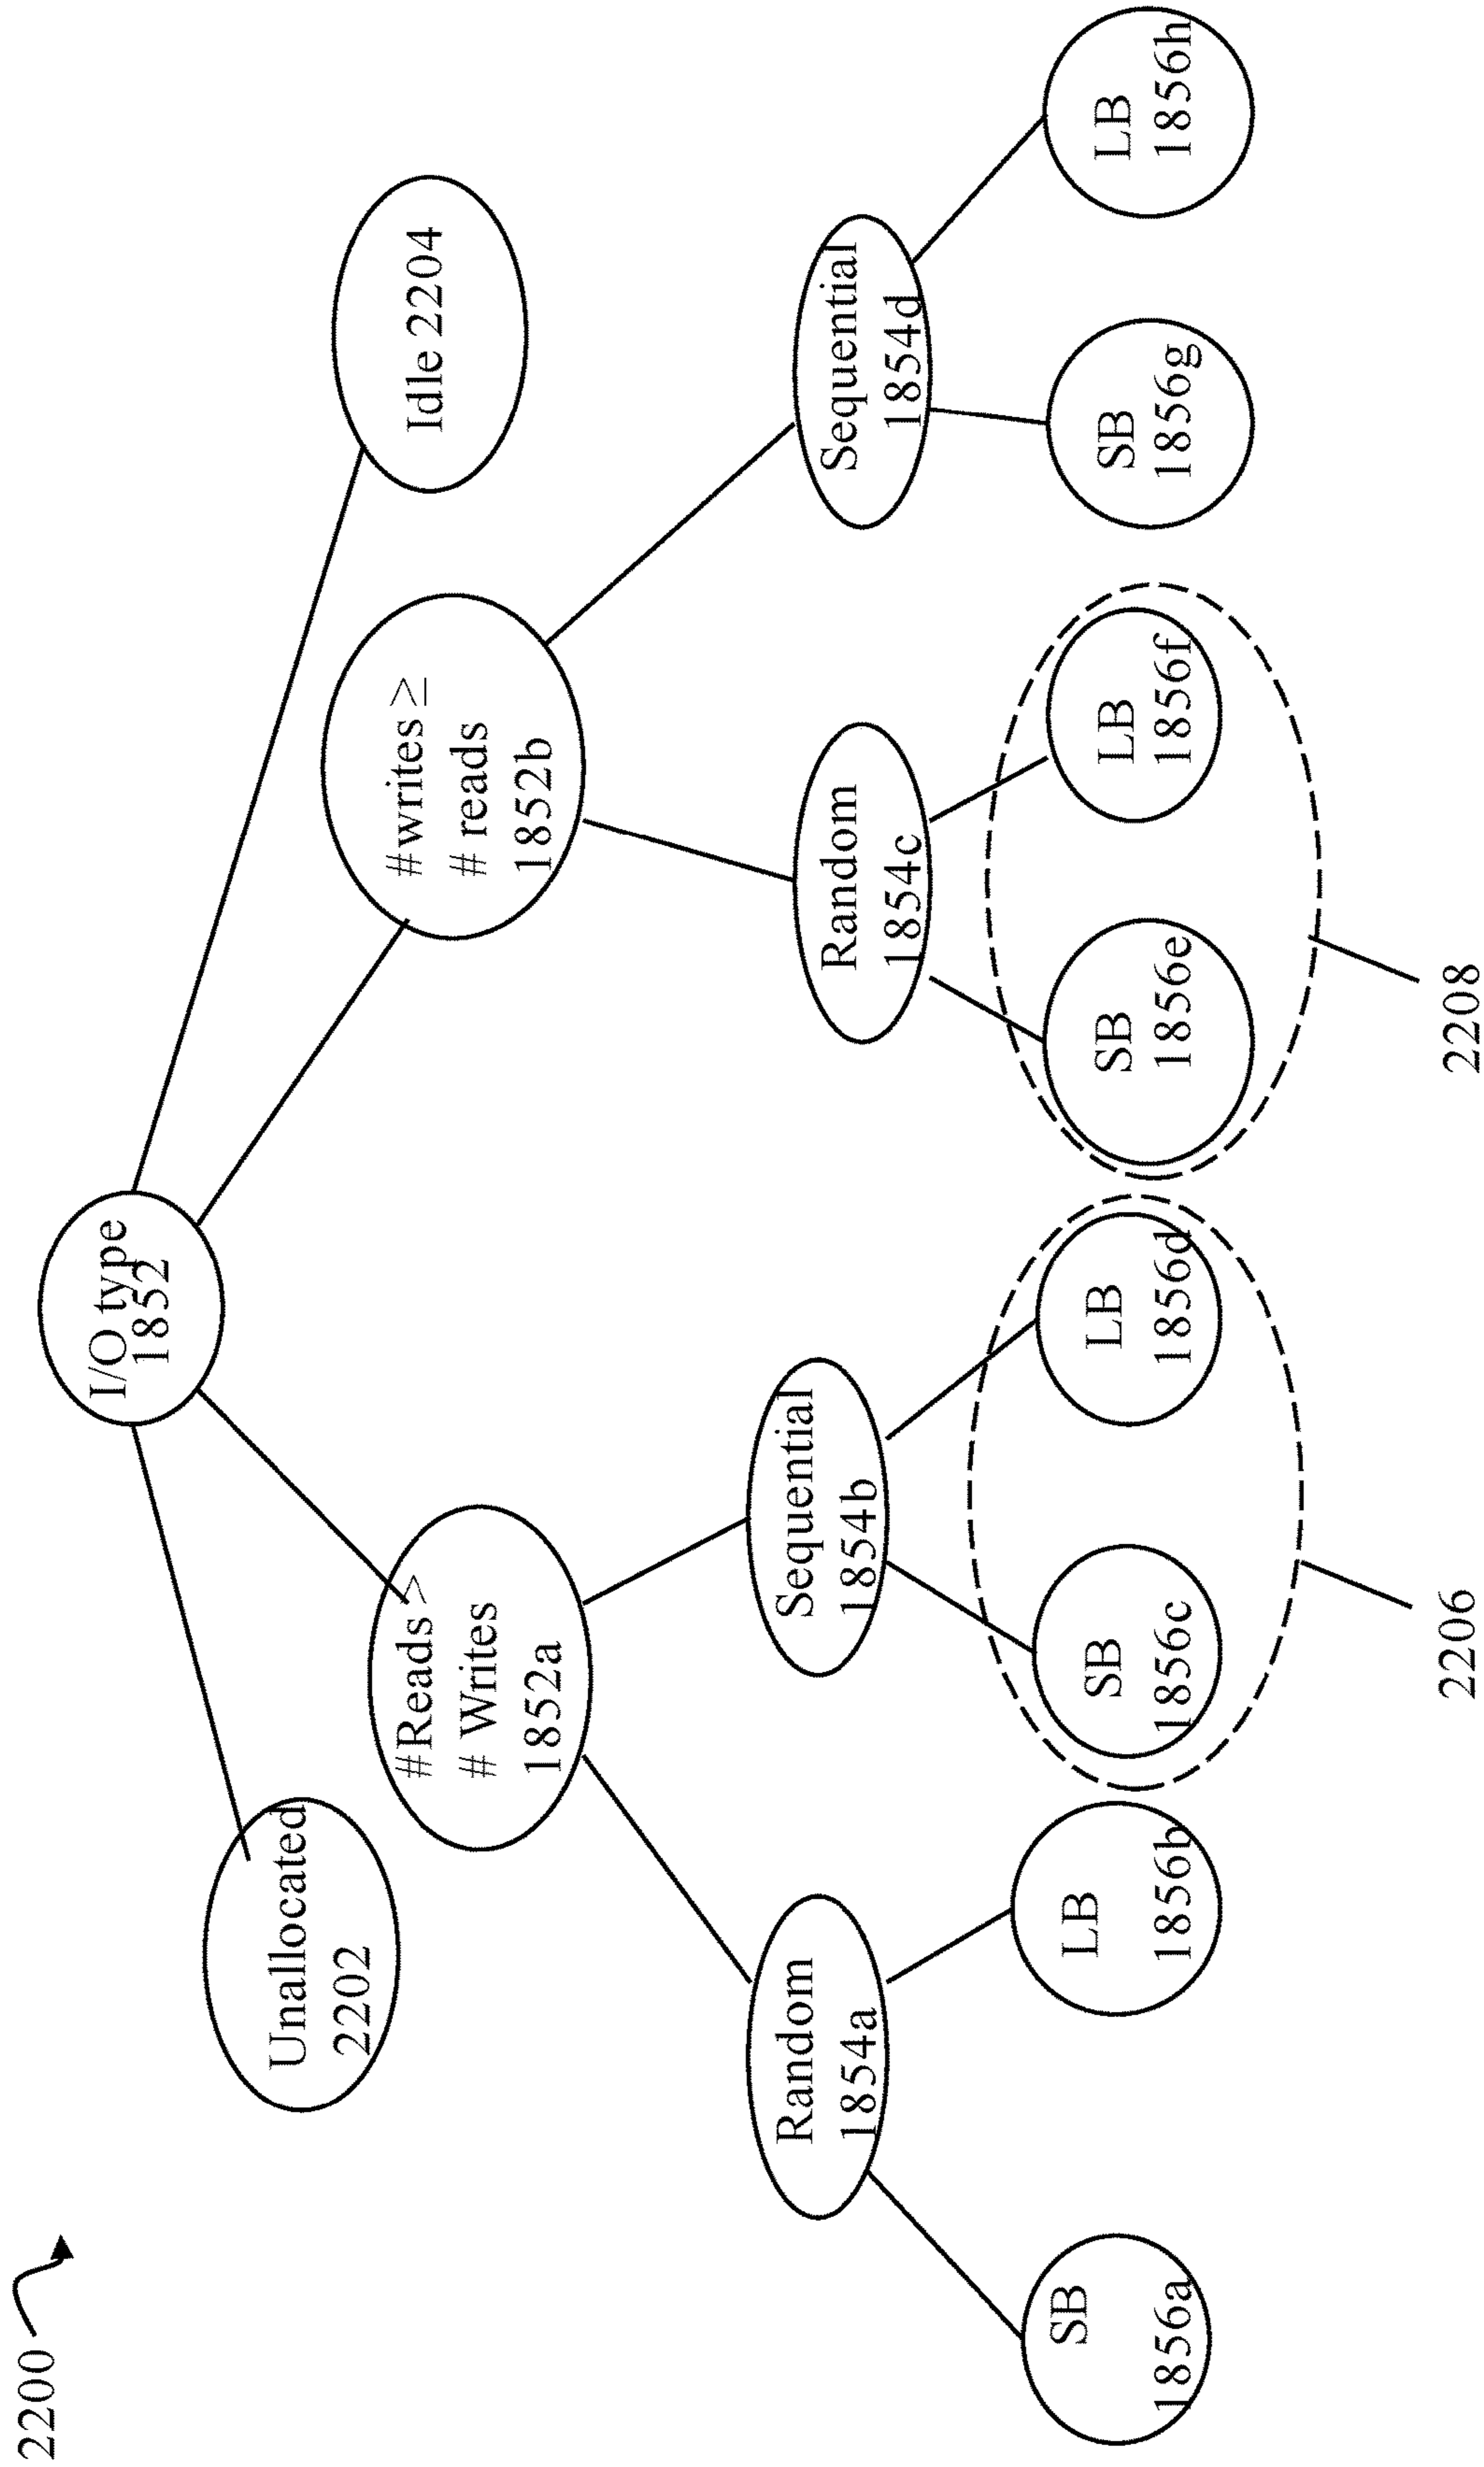 2200
I/O type
1852
Unallocated
2202
#Reads >
# Writes
1852a
#writes ≥
# reads
1852b
Idle 2204
Random
1854a
Sequential
1854b
Random
1854c
Sequential
1854d
SB
1856a
LB
1856b
SB
1856c
LB
1856d
SB
1856e
LB
1856f
SB
1856g
LB
1856h
2206
2208